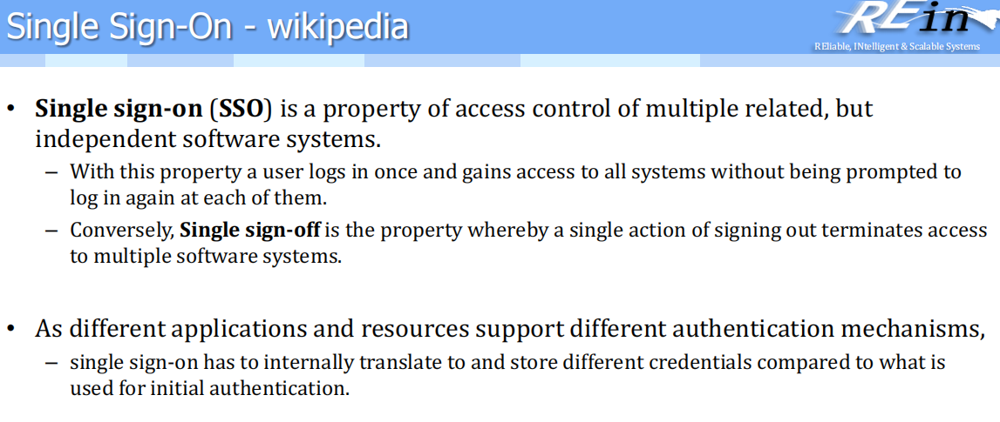 Single Sign-On - wikipedia
REin
REliable, INtelligent & Scalable Systems
• Single sign-on (SSO) is a property of access control of multiple related, but
independent software systems.
– With this property a user logs in once and gains access to all systems without being prompted to
log in again at each of them.
– Conversely, Single sign-off is the property whereby a single action of signing out terminates access
to multiple software systems.
• As different applications and resources support different authentication mechanisms,
– single sign-on has to internally translate to and store different credentials compared to what is
used for initial authentication.